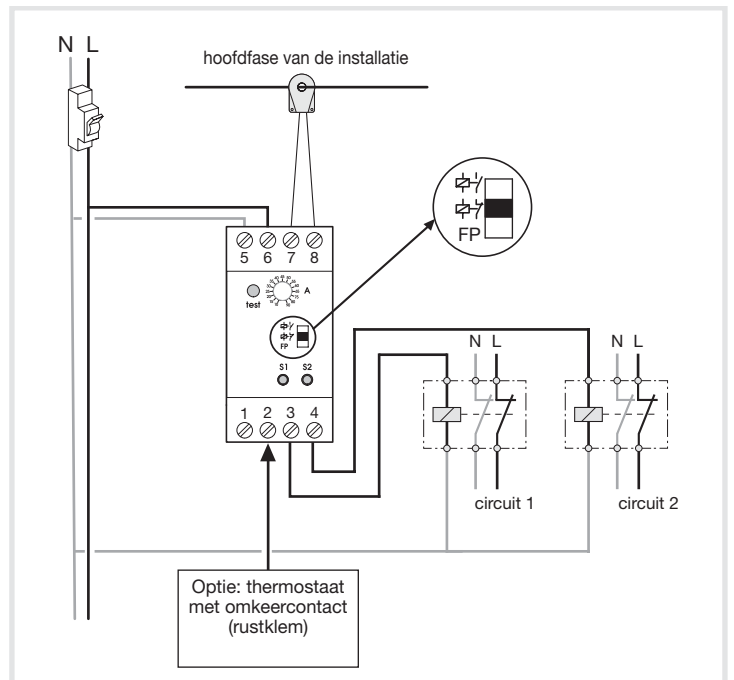 N L
hoofdfase van de installatie
FP
5 6 7 8
A
test
FP
S1 S2
1 2 3 4
N L
N L
circuit 1
circuit 2
Optie: thermostaat
met omkeercontact
(rustklem)